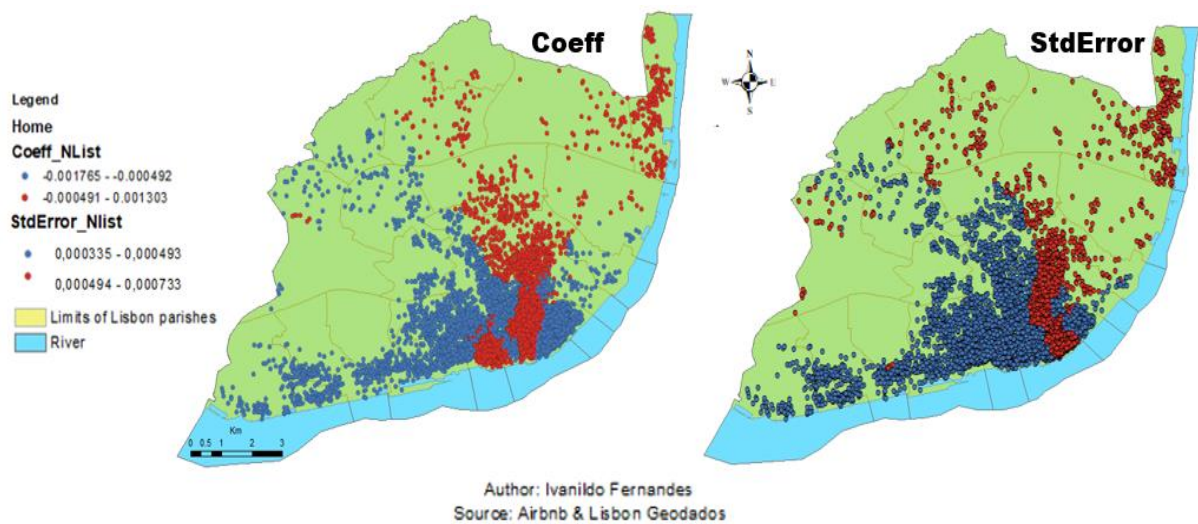 Coeff
StdError
N
W E
S
Legend
Home
Coeff_NList
-0.001765 - -0.000492
-0.000491 - 0.001303
StdError_Nlist
0,000335 - 0,000493
0,000494 - 0,000733
Limits of Lisbon parishes
River
Km
0 0.5 1 2 3
Author: Ivanildo Fernandes
Source: Airbnb & Lisbon Geodados